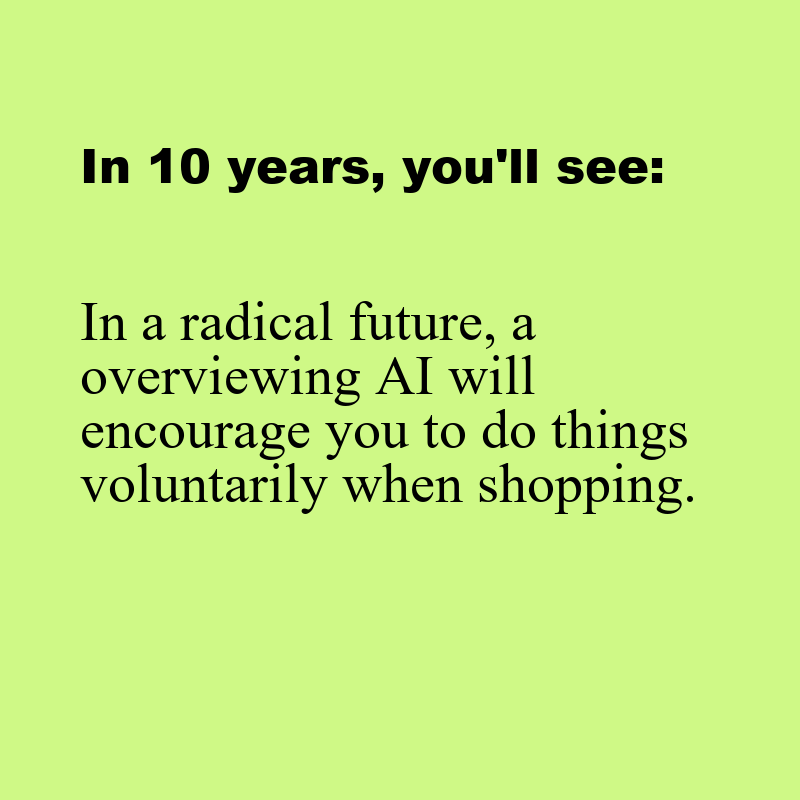 In 10 years, you'll see:
In a radical future, a
overviewing AI will
encourage you to do things
voluntarily when shopping.